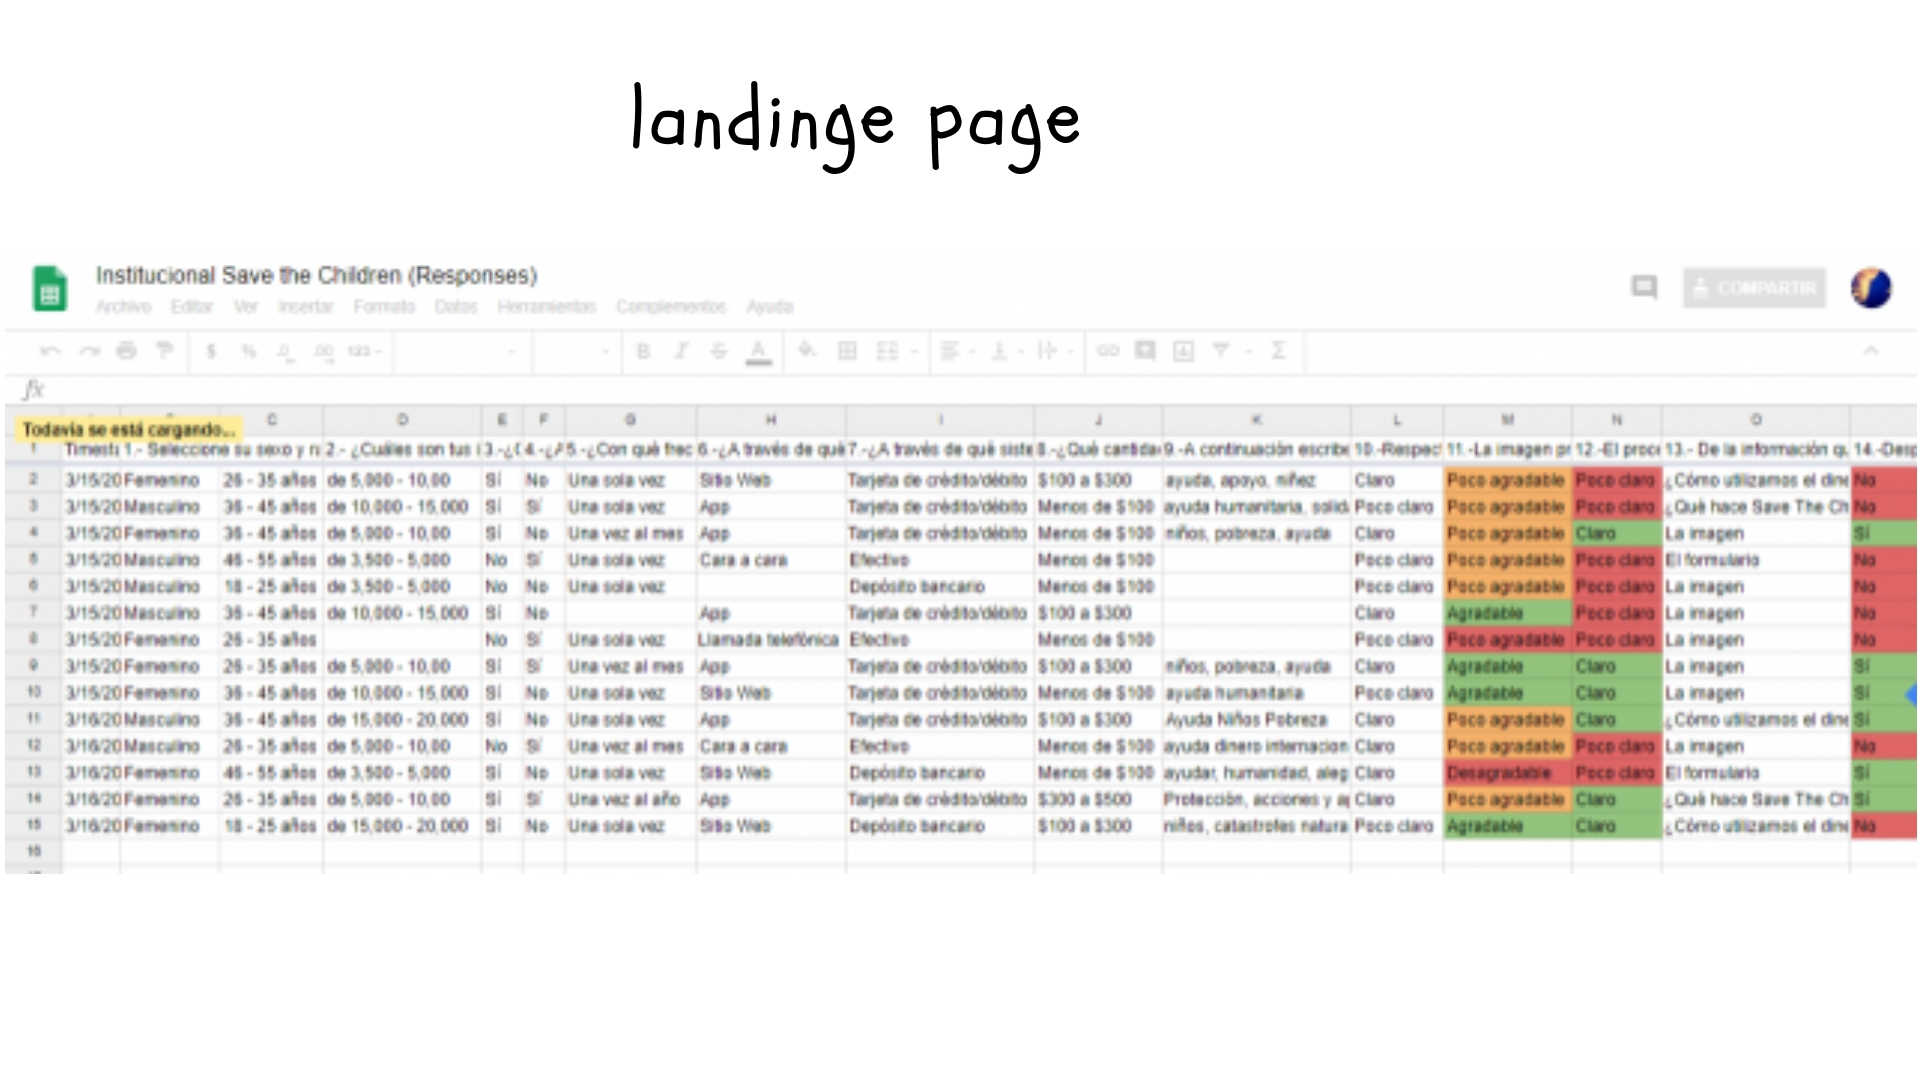 landinge page
Institucional Save the Children (Responses)
Archivo Editar Ver Insertar Formato Datos Herramientas Complementos Ayuda
COMPARTIR
$ % .0 .00 123
B I S A
fx
C D E F G H I J K L M N O
Todavía se está cargando...
1 Timesta 1.- Seleccione su sexo y ra 2.- ¿Cuáles son tus i 3.-¿ 4.-¿ 5.-¿Con qué frec 6.-¿A través de qué 7.-¿A través de qué siste 8.-¿Qué cantidad 9.-A continuación escribe 10.-Respect 11.-La imagen pr 12.-El proce 13.- De la información qu 14.-Desp
2 3/15/20 Femenino 26 - 35 años de 5,000 - 10,00 Sí No Una sola vez Sitio Web Tarjeta de crédito/débito $100 a $300 ayuda, apoyo, niñez Claro Poco agradable Poco claro ¿Cómo utilizamos el dine No
3 3/15/20 Masculino 36 - 45 años de 10,000 - 15,000 Sí Sí Una sola vez App Tarjeta de crédito/débito Menos de $100 ayuda humanitaria, solid Poco claro Poco agradable Poco claro ¿Qué hace Save The Ch No
4 3/15/20 Femenino 36 - 45 años de 5,000 - 10,00 Sí No Una vez al mes App Tarjeta de crédito/débito Menos de $100 niños, pobreza, ayuda Claro Poco agradable Claro La imagen Sí
5 3/15/20 Masculino 46 - 55 años de 3,500 - 5,000 No Sí Una sola vez Cara a cara Efectivo Menos de $100 Poco claro Poco agradable Poco claro El formulario No
6 3/15/20 Masculino 18 - 25 años de 3,500 - 5,000 No No Una sola vez Depósito bancario Menos de $100 Poco claro Poco agradable Poco claro La imagen No
7 3/15/20 Masculino 36 - 45 años de 10,000 - 15,000 Sí No App Tarjeta de crédito/débito $100 a $300 Claro Agradable Poco claro La imagen No
8 3/15/20 Femenino 26 - 35 años No Sí Una sola vez Llamada telefónica Efectivo Menos de $100 Poco claro Poco agradable Poco claro La imagen No
9 3/15/20 Femenino 26 - 35 años de 5,000 - 10,00 Sí Sí Una vez al mes App Tarjeta de crédito/débito $100 a $300 niños, pobreza, ayuda Claro Agradable Claro La imagen Sí
10 3/15/20 Femenino 36 - 45 años de 10,000 - 15,000 Sí No Una sola vez Sitio Web Tarjeta de crédito/débito Menos de $100 ayuda humanitaria Poco claro Agradable Claro La imagen Sí
11 3/16/20 Masculino 36 - 45 años de 15,000 - 20,000 Sí No Una sola vez App Tarjeta de crédito/débito $100 a $300 Ayuda Niños Pobreza Claro Poco agradable Claro ¿Cómo utilizamos el dine Sí
12 3/16/20 Masculino 26 - 35 años de 5,000 - 10,00 No Sí Una vez al mes Cara a cara Efectivo Menos de $100 ayuda dinero internacion Claro Poco agradable Poco claro La imagen No
13 3/16/20 Femenino 46 - 55 años de 3,500 - 5,000 Sí No Una sola vez Sitio Web Depósito bancario Menos de $100 ayudar, humanidad, aleg Claro Desagradable Poco claro El formulario Sí
14 3/16/20 Femenino 26 - 35 años de 5,000 - 10,00 Sí Sí Una vez al año App Tarjeta de crédito/débito $300 a $500 Protección, acciones y ap Claro Poco agradable Claro ¿Qué hace Save The Ch Sí
15 3/16/20 Femenino 18 - 25 años de 15,000 - 20,000 Sí No Una sola vez Sitio Web Depósito bancario $100 a $300 niños, catastrofes natura Poco claro Agradable Claro ¿Cómo utilizamos el dine No
16